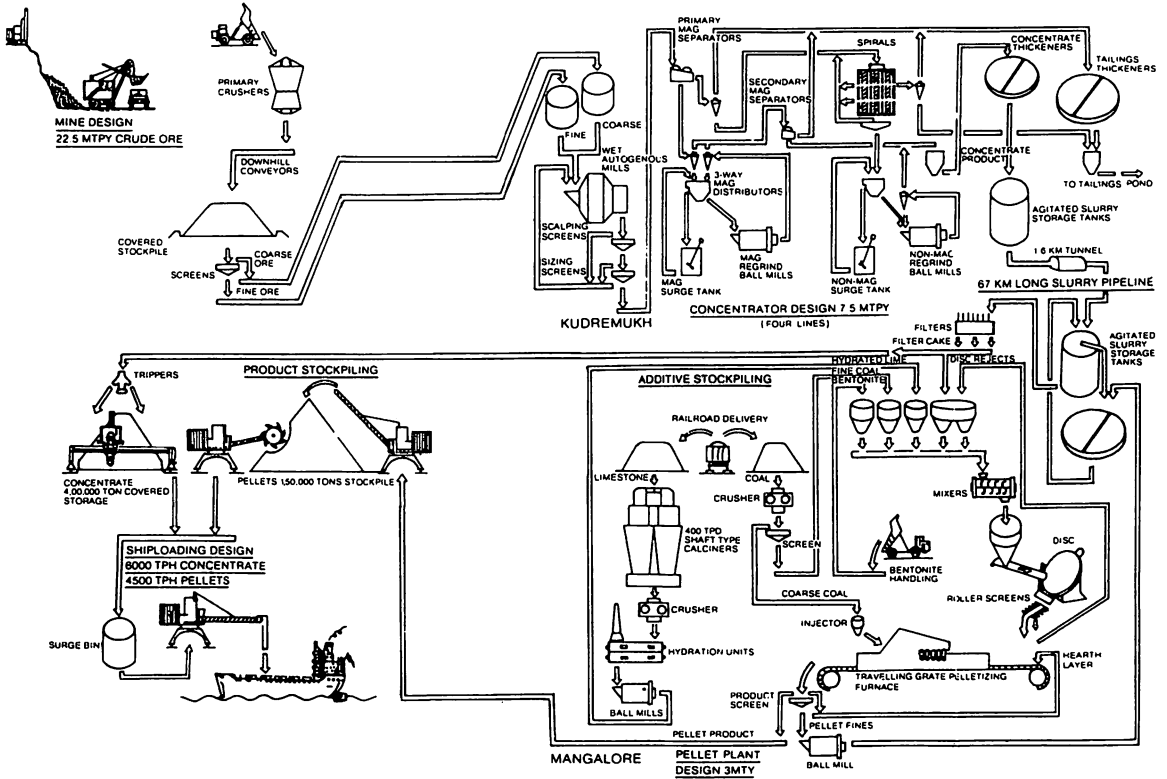 PRIMARY
MAG
SEPARATORS
SPIRALS
CONCENTRATE
THICKENERS
TAILINGS
THICKENERS
PRIMARY
CRUSHERS
SECONDARY
MAG
SEPARATORS
MINE DESIGN
22.5 MTPY CRUDE ORE
FINE
COARSE
DOWNHILL
CONVEYORS
WET
AUTOGENOUS
MILLS
CONCENTRATE
PRODUCT
3-WAY
MAG
DISTRIBUTORS
TO TAILINGS POND
AGITATED SLURRY
STORAGE TANKS
COVERED
STOCKPILE
COARSE
ORE
SCREENS
FINE ORE
SCALPING
SCREENS
SIZING
SCREENS
MAG
REGRIND
BALL MILLS
MAG
SURGE TANK
NON-MAG
SURGE TANK
NON-MAC
REGRIND
BALL MILLS
1.6 KM TUNNEL
67 KM LONG SLURRY PIPELINE
CONCENTRATOR DESIGN 7 5 MTPY
(FOUR LINES)
KUDREMUKH
FILTERS
FILTER CAKE
AGITATED
SLURRY
STORAGE
TANKS
HYDRATED LIME
DISC REJECTS
FINE COAL
BENTONITE
TRIPPERS
PRODUCT STOCKPILING
ADDITIVE STOCKPILING
RAILROAD DELIVERY
CONCENTRATE
4,00,000 TON COVERED
STORAGE
PELLETS 1,50,000 TONS STOCKPILE
LIMESTONE
COAL
CRUSHER
MIXERS
400 TPD
SHAFT TYPE
CALCINERS
SCREEN
DISC
BENTONITE
HANDLING
SHIPLOADING DESIGN
6000 TPH CONCENTRATE
4500 TPH PELLETS
COARSE COAL
ROLLER SCREENS
CRUSHER
INJECTOR
SURGE BIN
HYDRATION UNITS
HEARTH
LAYER
TRAVELLING GRATE PELLETIZING
FURNACE
PRODUCT
SCREEN
BALL MILLS
PELLET FINES
PELLET PRODUCT
MANGALORE
PELLET PLANT
DESIGN 3MTY
BALL MILL